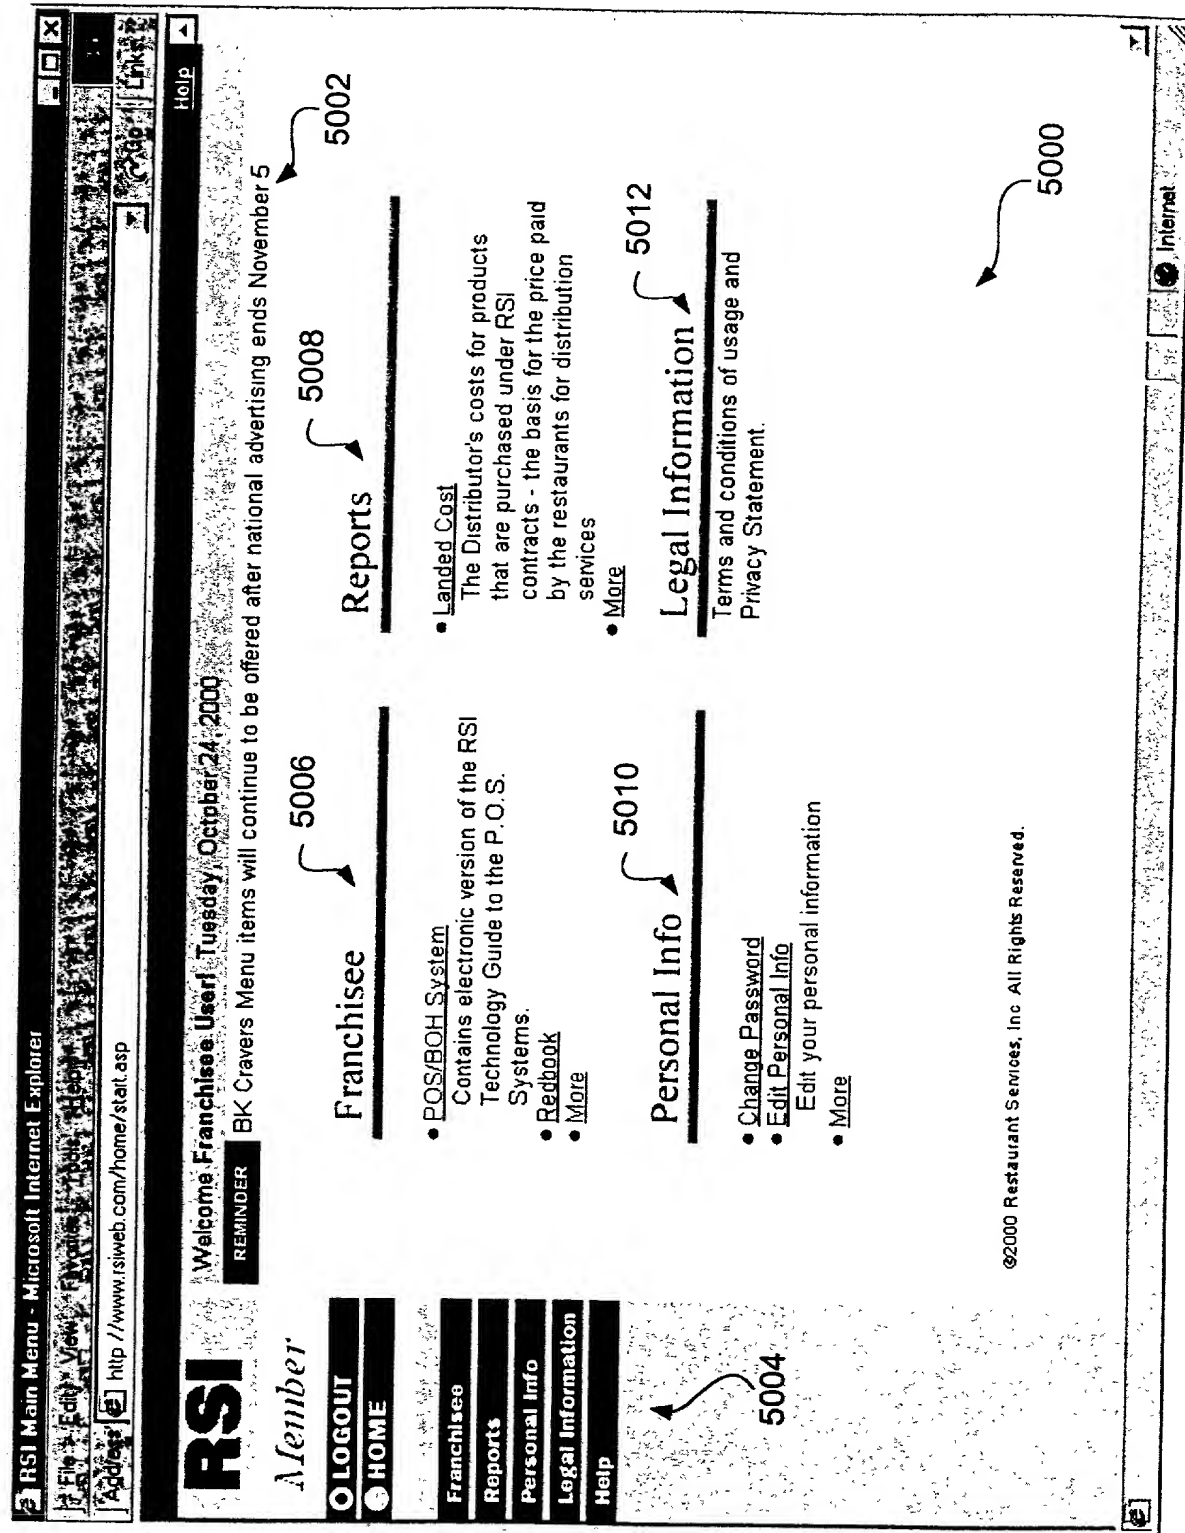 RSI Main Menu - Microsoft Internet Explorer
File Edit View Favorites Tools Help
Address http://www.rsiweb.com/home/start.asp Go Links
Help
RSI
Welcome Franchisee User! Tuesday, October 24, 2000
REMINDER BK Cravers Menu items will continue to be offered after national advertising ends November 5
5002
Member
LOGOUT
HOME
Franchisee
Reports
Personal Info
Legal Information
Help
5004
5006
Franchisee
• POS/BOH System
Contains electronic version of the RSI
Technology Guide to the P.O.S.
Systems.
• Redbook
• More
5008
Reports
• Landed Cost
The Distributor's costs for products
that are purchased under RSI
contracts - the basis for the price paid
by the restaurants for distribution
services
• More
5010
Personal Info
• Change Password
• Edit Personal Info
Edit your personal information
• More
5012
Legal Information
Terms and conditions of usage and
Privacy Statement.
5000
©2000 Restaurant Services, Inc All Rights Reserved.
Internet